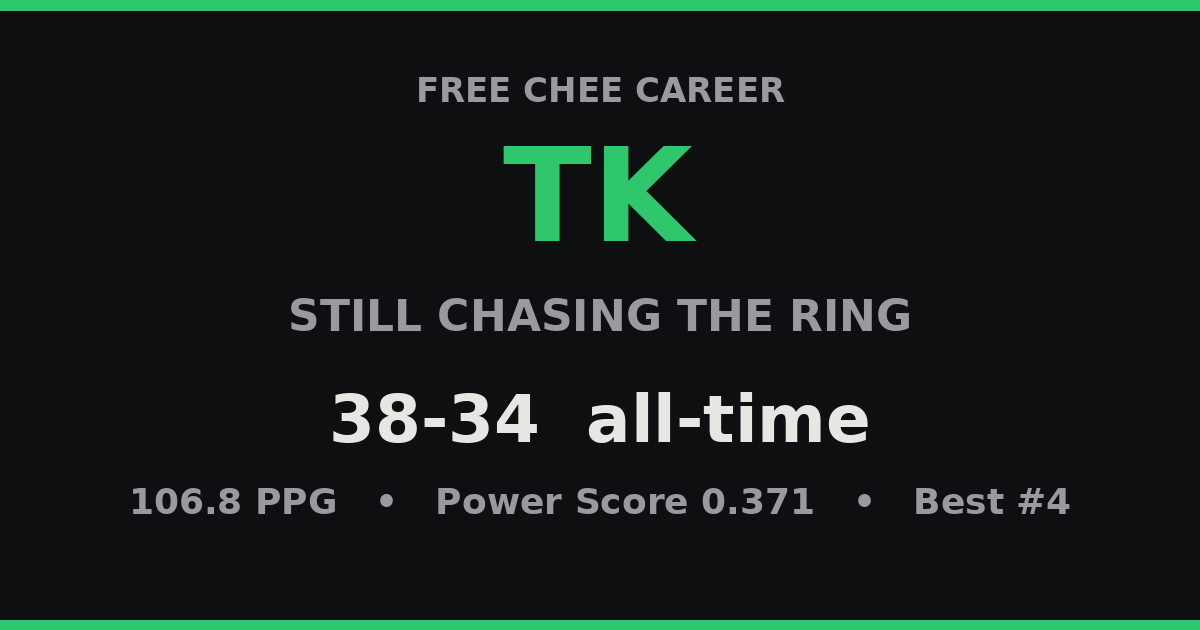 FREE CHEE CAREER
TK
STILL CHASING THE RING
38-34 all-time
106.8 PPG • Power Score 0.371 • Best #4